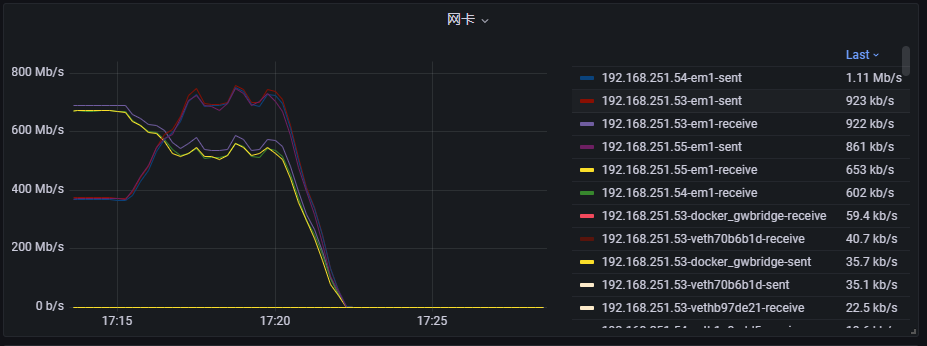 网卡
Last
800 Mb/s
600 Mb/s
400 Mb/s
200 Mb/s
0 b/s
17:15
17:20
17:25
192.168.251.54-em1-sent 1.11 Mb/s
192.168.251.53-em1-sent 923 kb/s
192.168.251.53-em1-receive 922 kb/s
192.168.251.55-em1-sent 861 kb/s
192.168.251.55-em1-receive 653 kb/s
192.168.251.54-em1-receive 602 kb/s
192.168.251.53-docker_gwbridge-receive 59.4 kb/s
192.168.251.53-veth70b6b1d-receive 40.7 kb/s
192.168.251.53-docker_gwbridge-sent 35.7 kb/s
192.168.251.53-veth70b6b1d-sent 35.1 kb/s
192.168.251.53-vethb97de21-receive 22.5 kb/s